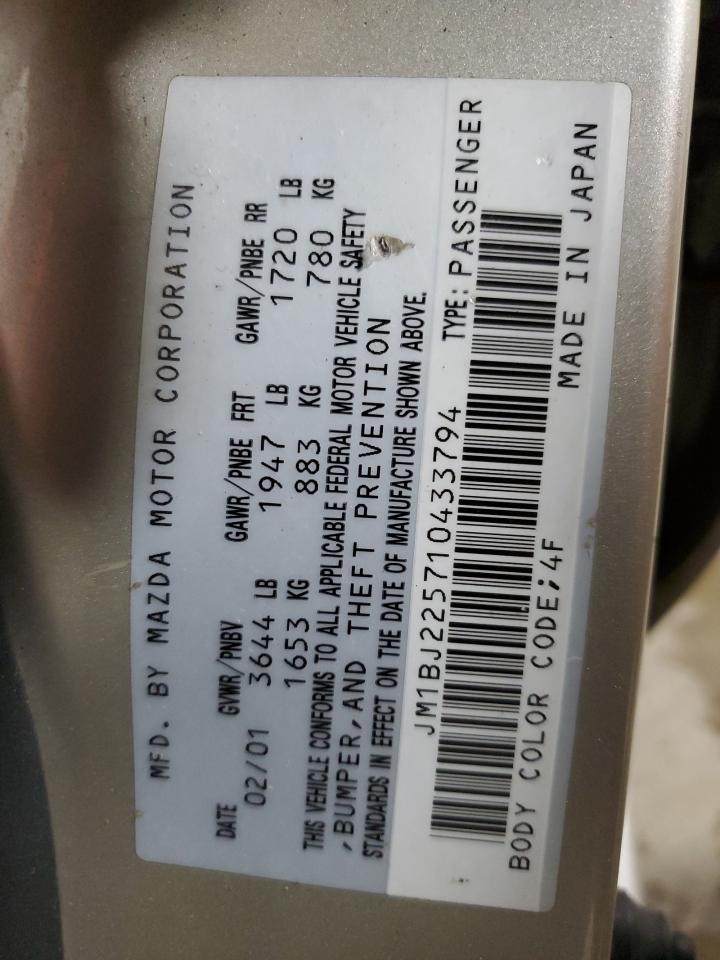 MFD. BY MAZDA MOTOR CORPORATION
DATE GVWR/PNBV GAWR/PNBE FRT GAWR/PNBE RR
02/01 3644 LB 1947 LB 1720 LB
1653 KG 883 KG 780 KG
THIS VEHICLE CONFORMS TO ALL APPLICABLE FEDERAL MOTOR VEHICLE SAFETY
,BUMPER,AND THEFT PREVENTION
STANDARDS IN EFFECT ON THE DATE OF MANUFACTURE SHOWN ABOVE.
JM1BJ225710433794 TYPE: PASSENGER
BODY COLOR CODE;4F MADE IN JAPAN